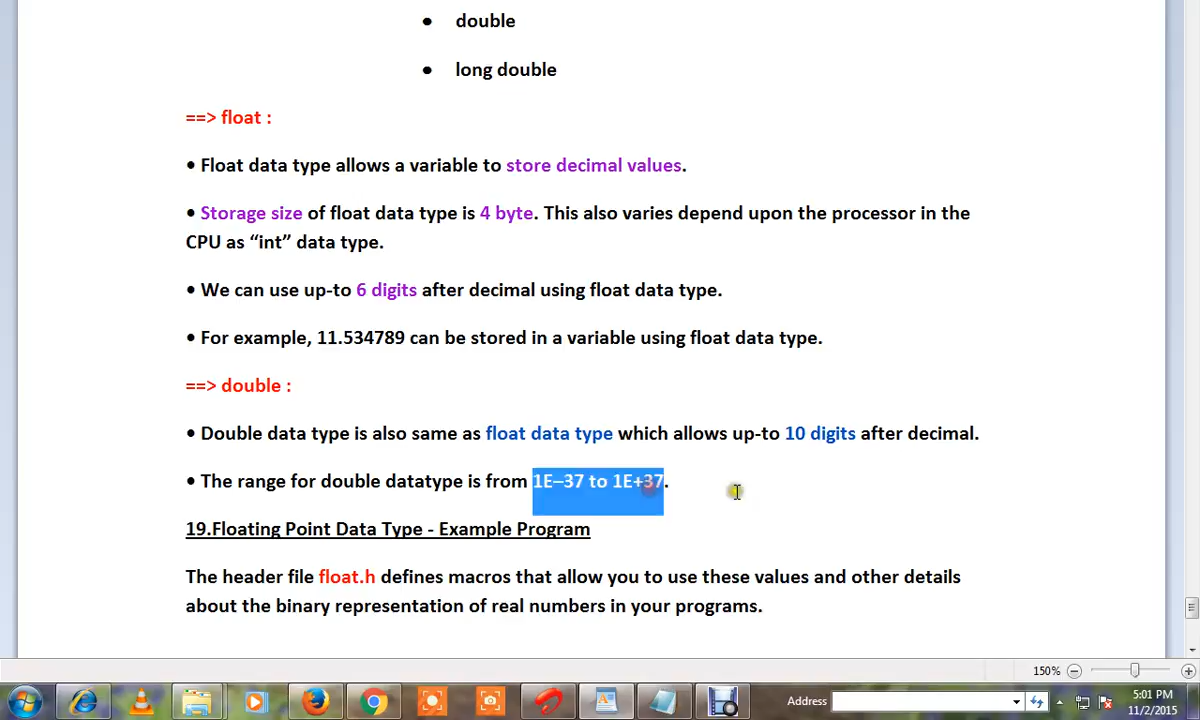 • double
• long double
==> float :
• Float data type allows a variable to store decimal values.
• Storage size of float data type is 4 byte. This also varies depend upon the processor in the
CPU as “int” data type.
• We can use up-to 6 digits after decimal using float data type.
• For example, 11.534789 can be stored in a variable using float data type.
==> double :
• Double data type is also same as float data type which allows up-to 10 digits after decimal.
• The range for double datatype is from 1E–37 to 1E+37.
19.Floating Point Data Type - Example Program
The header file float.h defines macros that allow you to use these values and other details
about the binary representation of real numbers in your programs.
150%
Address
5:01 PM
11/2/2015